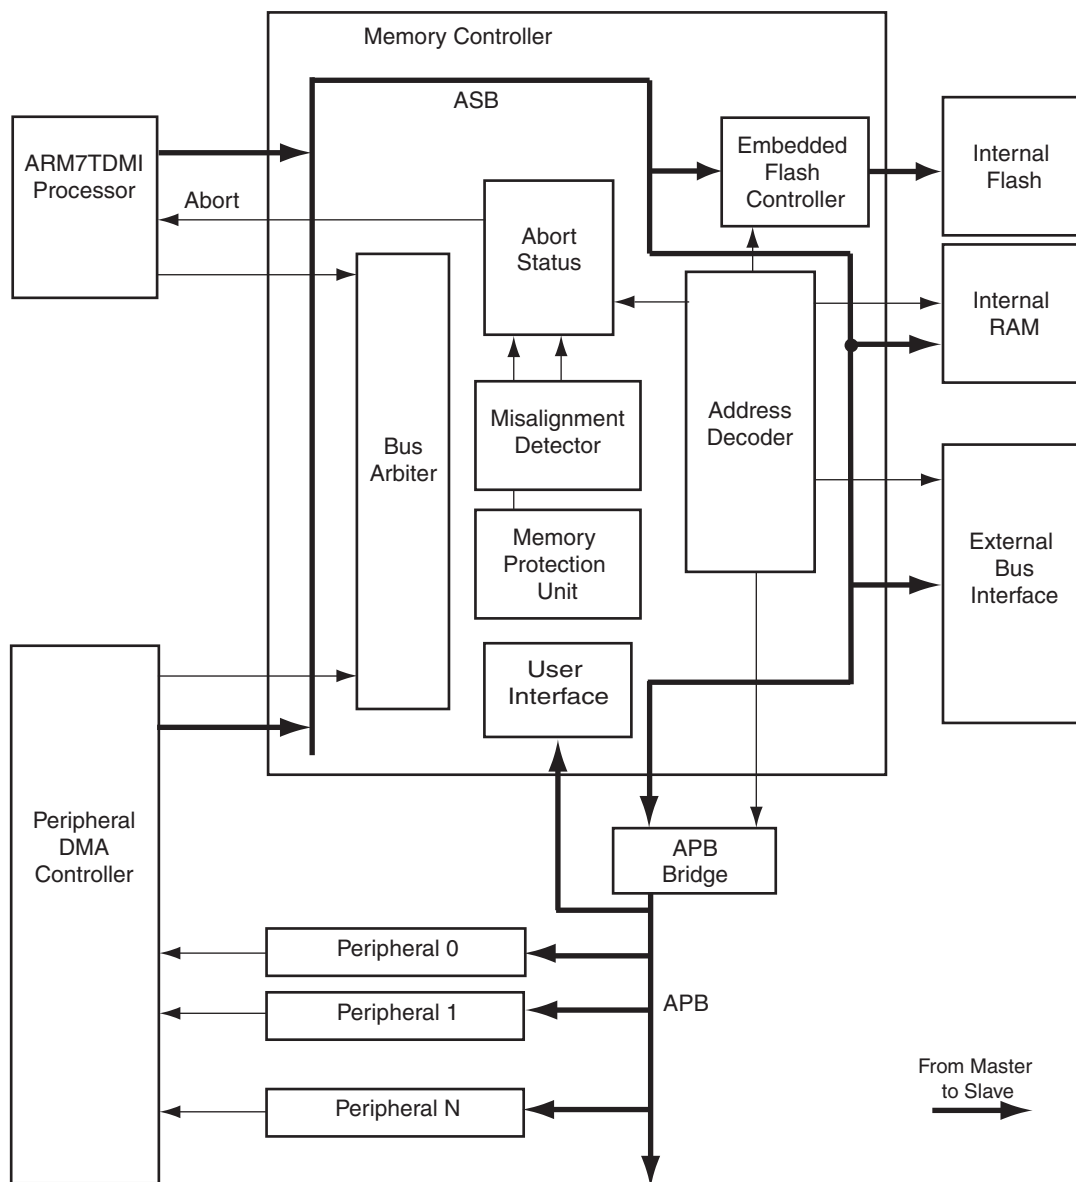 Memory Controller
ASB
ARM7TDMI
Processor
Abort
Embedded
Flash
Controller
Internal
Flash
Abort
Status
Internal
RAM
Bus
Arbiter
Misalignment
Detector
Address
Decoder
Memory
Protection
Unit
External
Bus
Interface
User
Interface
Peripheral
DMA
Controller
APB
Bridge
Peripheral 0
Peripheral 1
APB
Peripheral N
From Master
to Slave